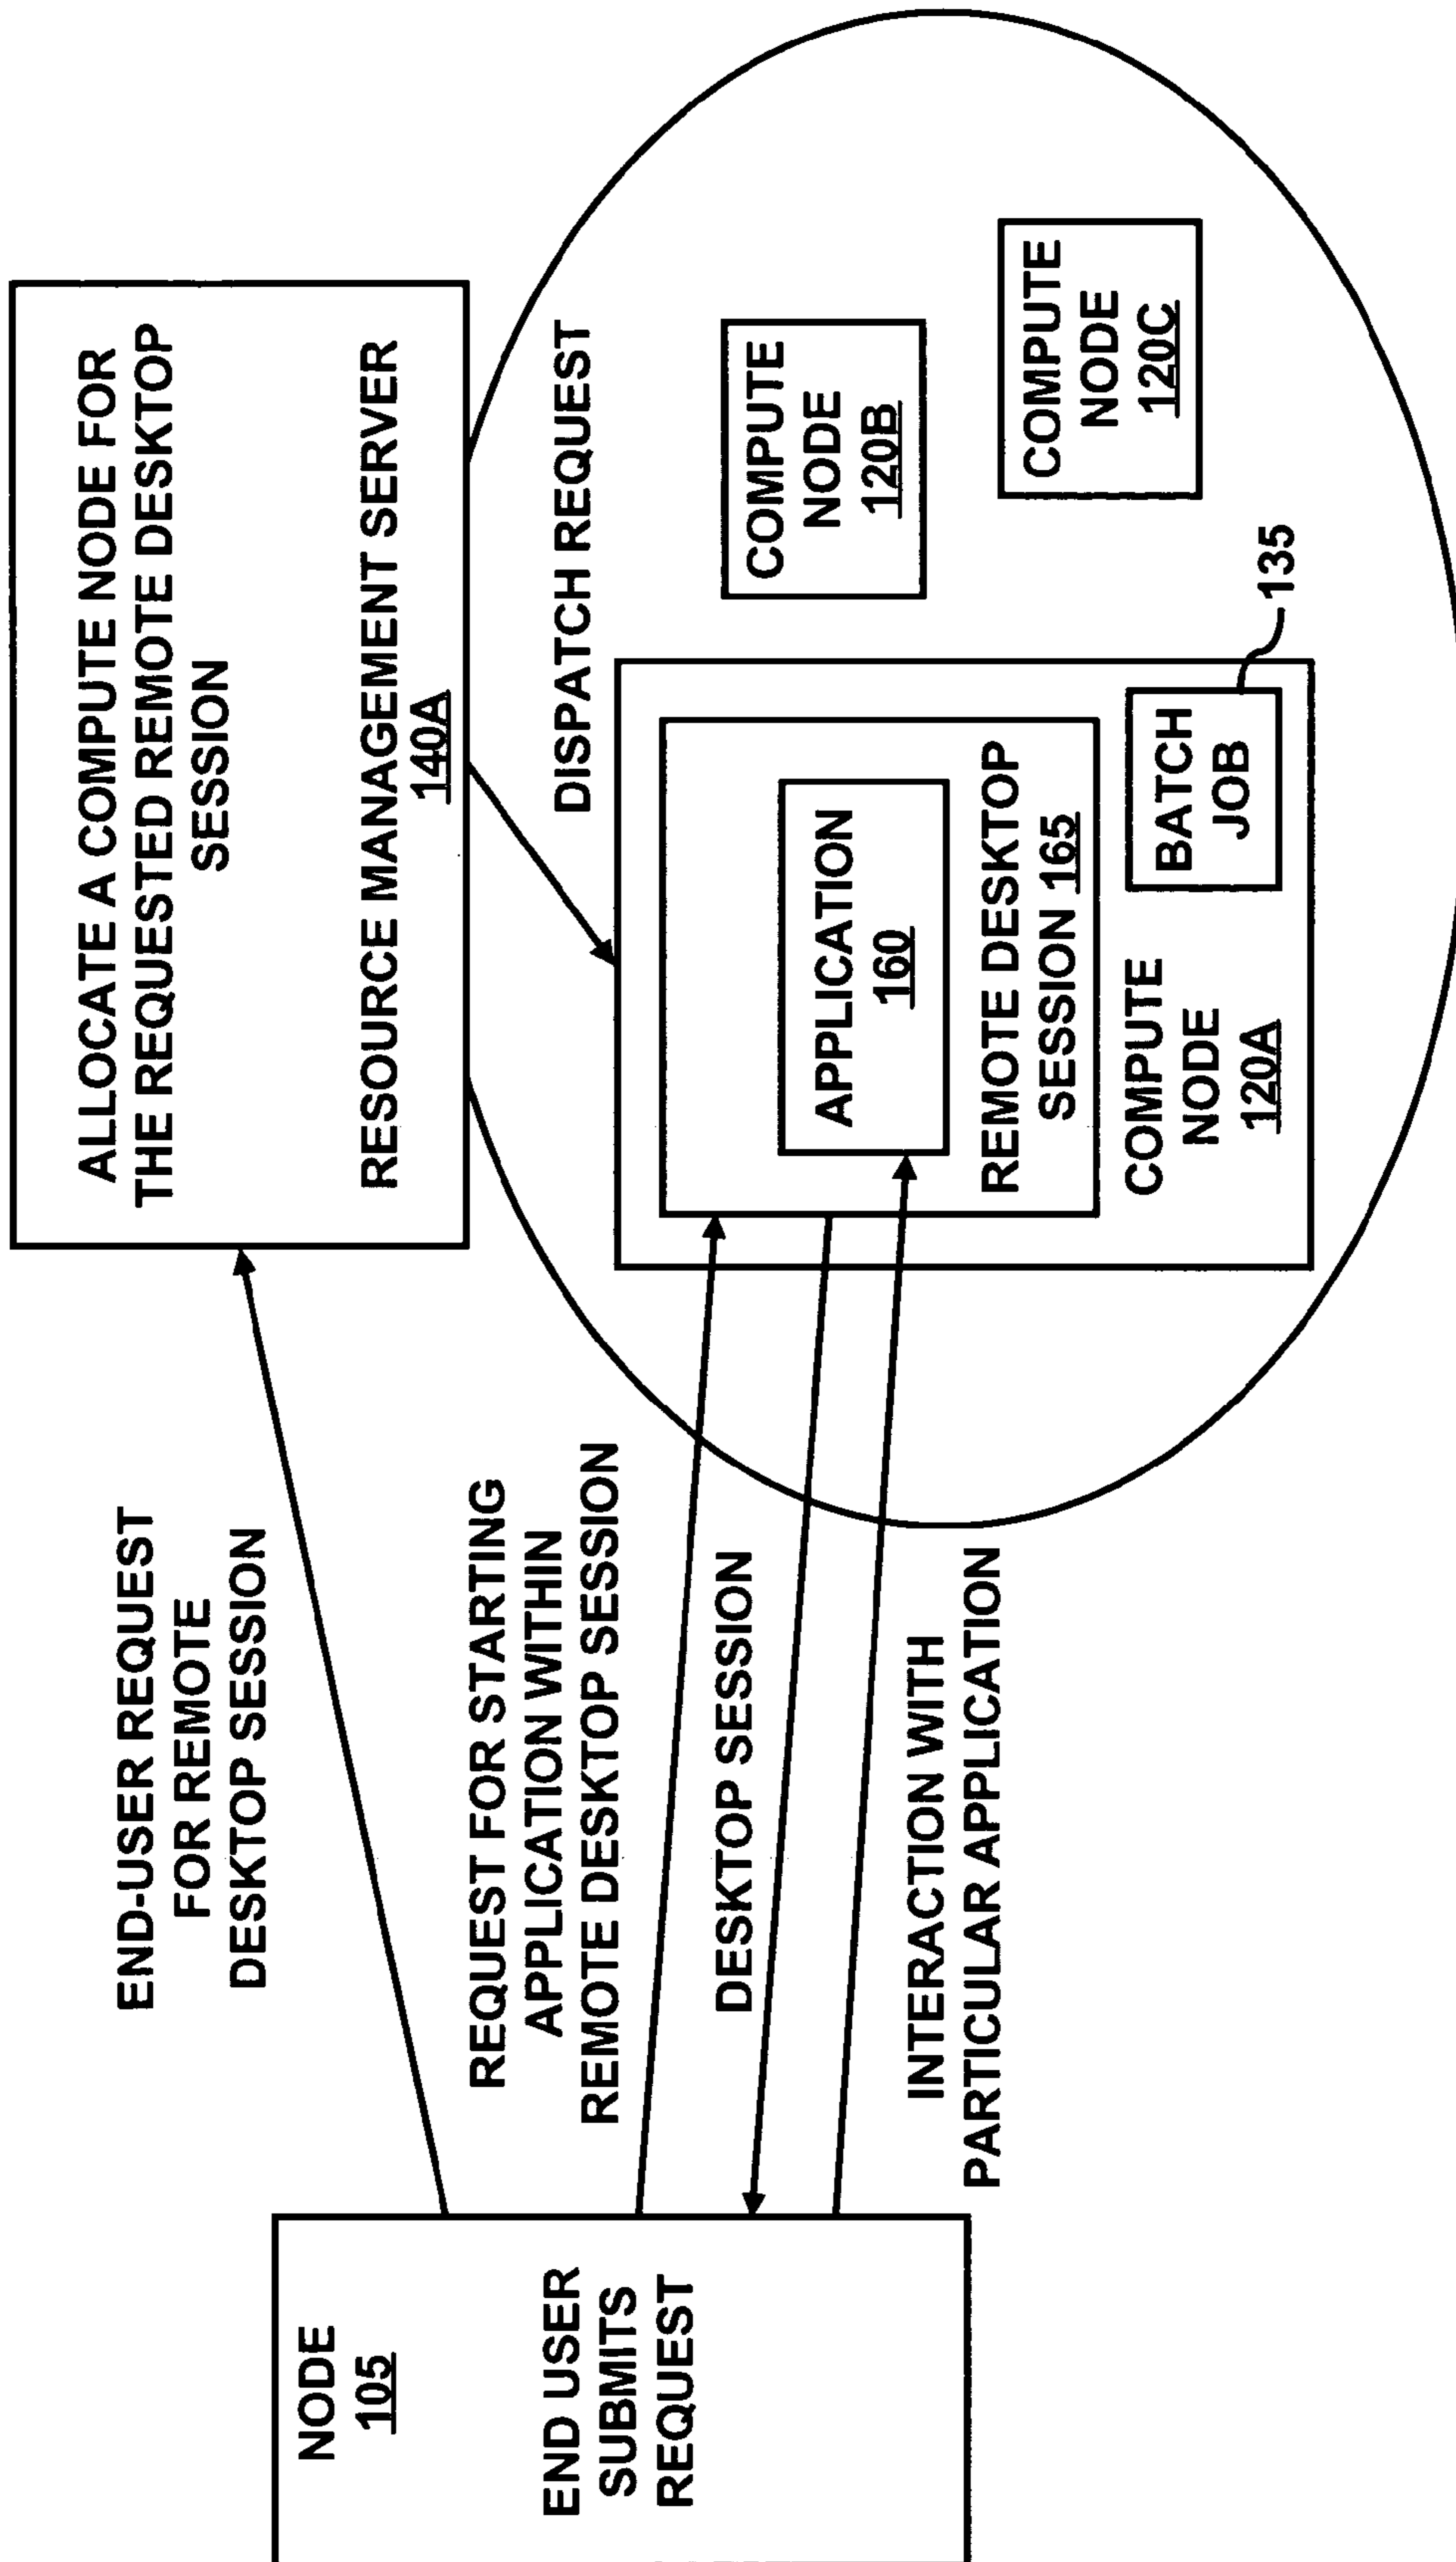 ALLOCATE A COMPUTE NODE FOR
THE REQUESTED REMOTE DESKTOP
SESSION
RESOURCE MANAGEMENT SERVER
140A
END-USER REQUEST
FOR REMOTE
DESKTOP SESSION
NODE
105
END USER
SUBMITS
REQUEST
REQUEST FOR STARTING
APPLICATION WITHIN
REMOTE DESKTOP SESSION
DESKTOP SESSION
INTERACTION WITH
PARTICULAR APPLICATION
DISPATCH REQUEST
APPLICATION
160
REMOTE DESKTOP
SESSION 165
COMPUTE
NODE
120A
BATCH
JOB
135
COMPUTE
NODE
120B
COMPUTE
NODE
120C